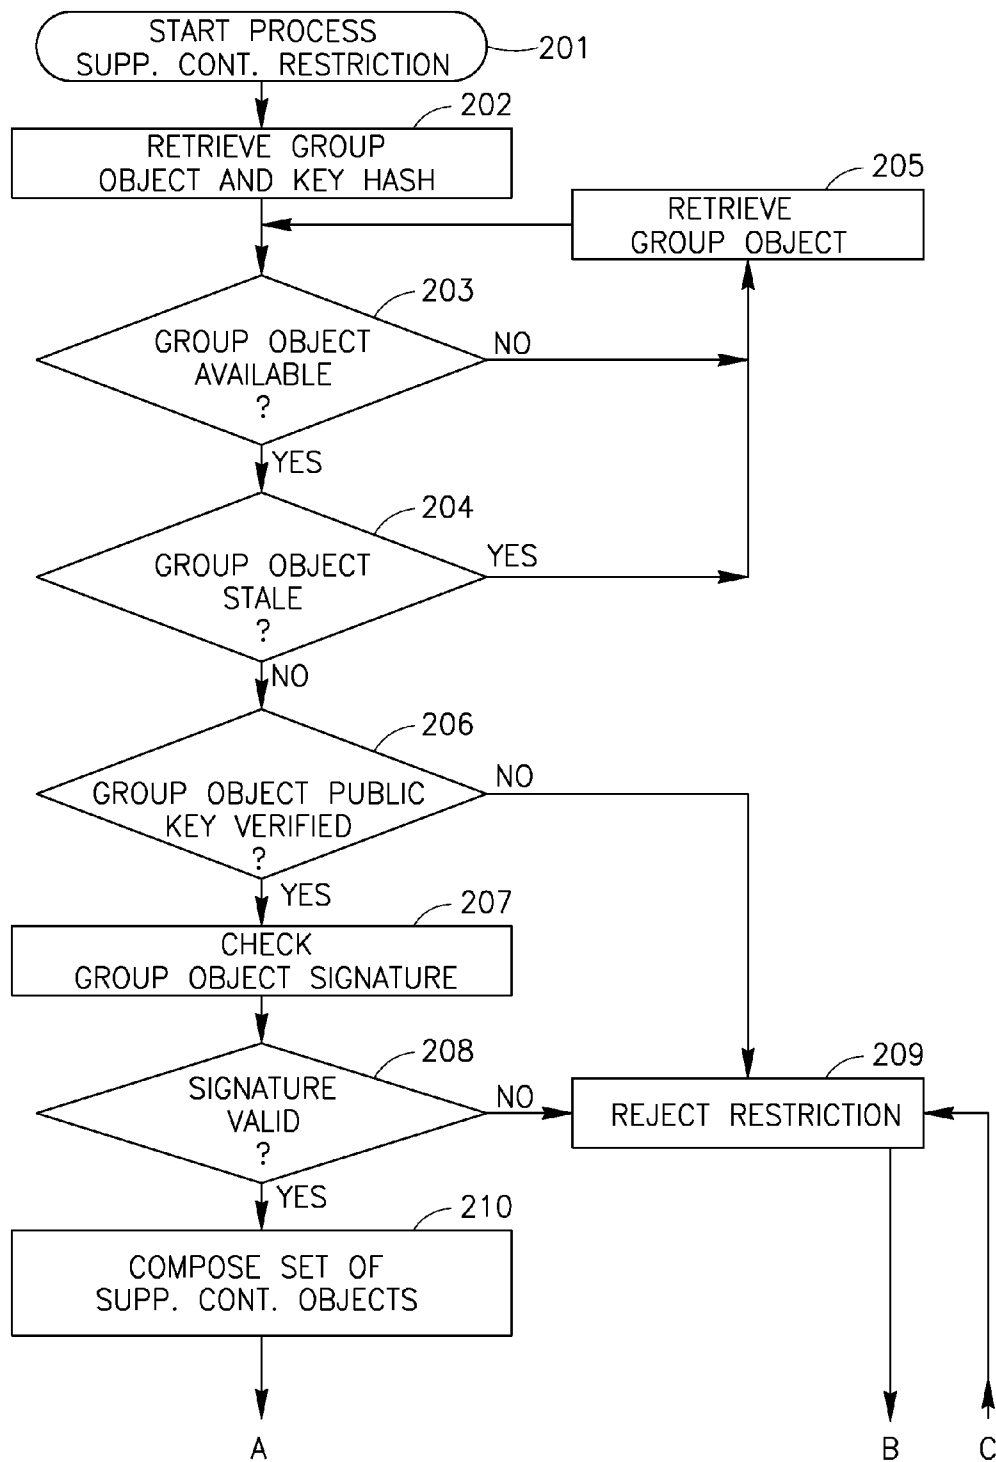 START PROCESS
SUPP. CONT. RESTRICTION
201
202
RETRIEVE GROUP
OBJECT AND KEY HASH
205
RETRIEVE
GROUP OBJECT
203
GROUP OBJECT
AVAILABLE
?
NO
YES
204
GROUP OBJECT
STALE
?
YES
NO
206
GROUP OBJECT PUBLIC
KEY VERIFIED
?
NO
YES
207
CHECK
GROUP OBJECT SIGNATURE
208
SIGNATURE
VALID
?
NO
YES
209
REJECT RESTRICTION
210
COMPOSE SET OF
SUPP. CONT. OBJECTS
A
B
C